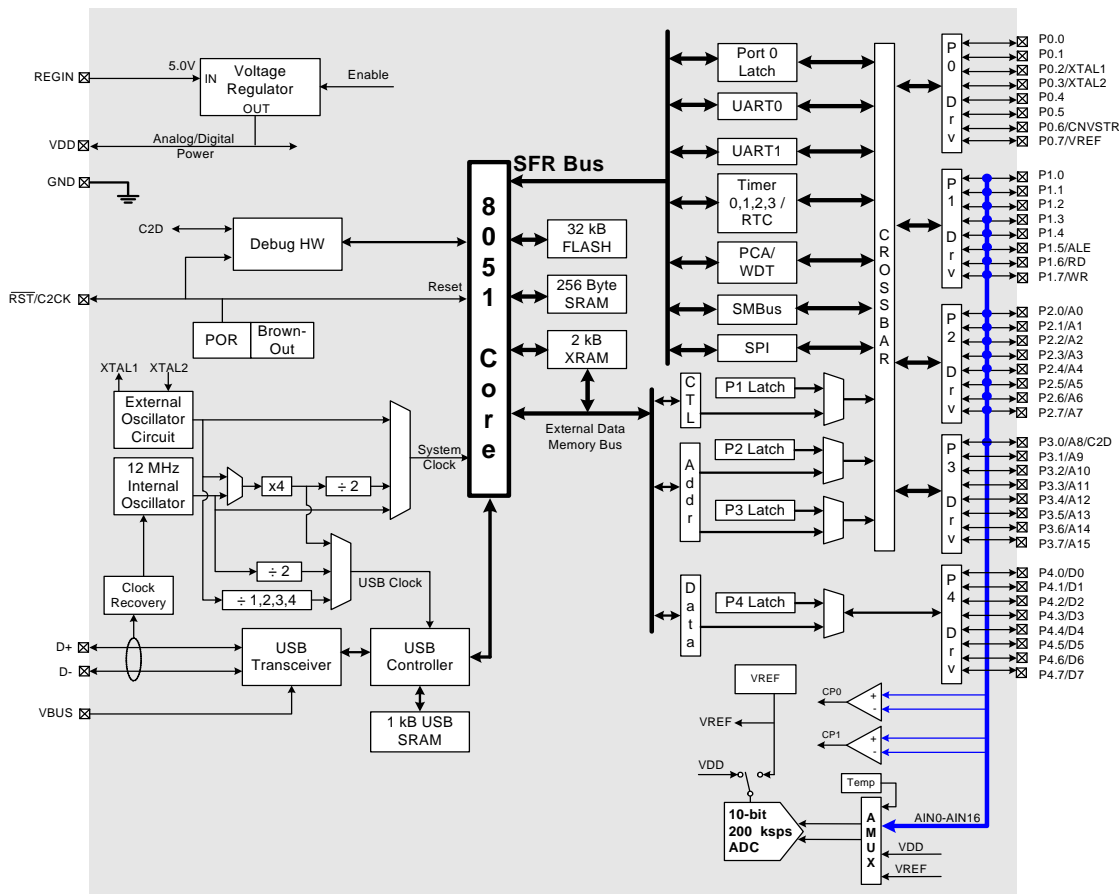 REGIN
5.0V
IN
Voltage
Regulator
OUT
Enable
VDD
Analog/Digital
Power
GND
C2D
Debug HW
RST/C2CK
Reset
POR
Brown-
Out
XTAL1
XTAL2
External
Oscillator
Circuit
12 MHz
Internal
Oscillator
x4
÷ 2
System
Clock
÷ 2
÷ 1,2,3,4
USB Clock
Clock
Recovery
D+
D-
VBUS
USB
Transceiver
USB
Controller
1 kB USB
SRAM
8051 Core
SFR Bus
32 kB
FLASH
256 Byte
SRAM
2 kB
XRAM
External Data
Memory Bus
Port 0
Latch
UART0
UART1
Timer
0,1,2,3 /
RTC
PCA/
WDT
SMBus
SPI
CTL
P1 Latch
Addr
P2 Latch
P3 Latch
Data
P4 Latch
CROSSBAR
P0 Drv
P0.0
P0.1
P0.2/XTAL1
P0.3/XTAL2
P0.4
P0.5
P0.6/CNVSTR
P0.7/VREF
P1 Drv
P1.0
P1.1
P1.2
P1.3
P1.4
P1.5/ALE
P1.6/RD
P1.7/WR
P2 Drv
P2.0/A0
P2.1/A1
P2.2/A2
P2.3/A3
P2.4/A4
P2.5/A5
P2.6/A6
P2.7/A7
P3 Drv
P3.0/A8/C2D
P3.1/A9
P3.2/A10
P3.3/A11
P3.4/A12
P3.5/A13
P3.6/A14
P3.7/A15
P4 Drv
P4.0/D0
P4.1/D1
P4.2/D2
P4.3/D3
P4.4/D4
P4.5/D5
P4.6/D6
P4.7/D7
VREF
VREF
VDD
CP0
+
-
CP1
+
-
Temp
10-bit
200 ksps
ADC
AMUX
AIN0-AIN16
VDD
VREF